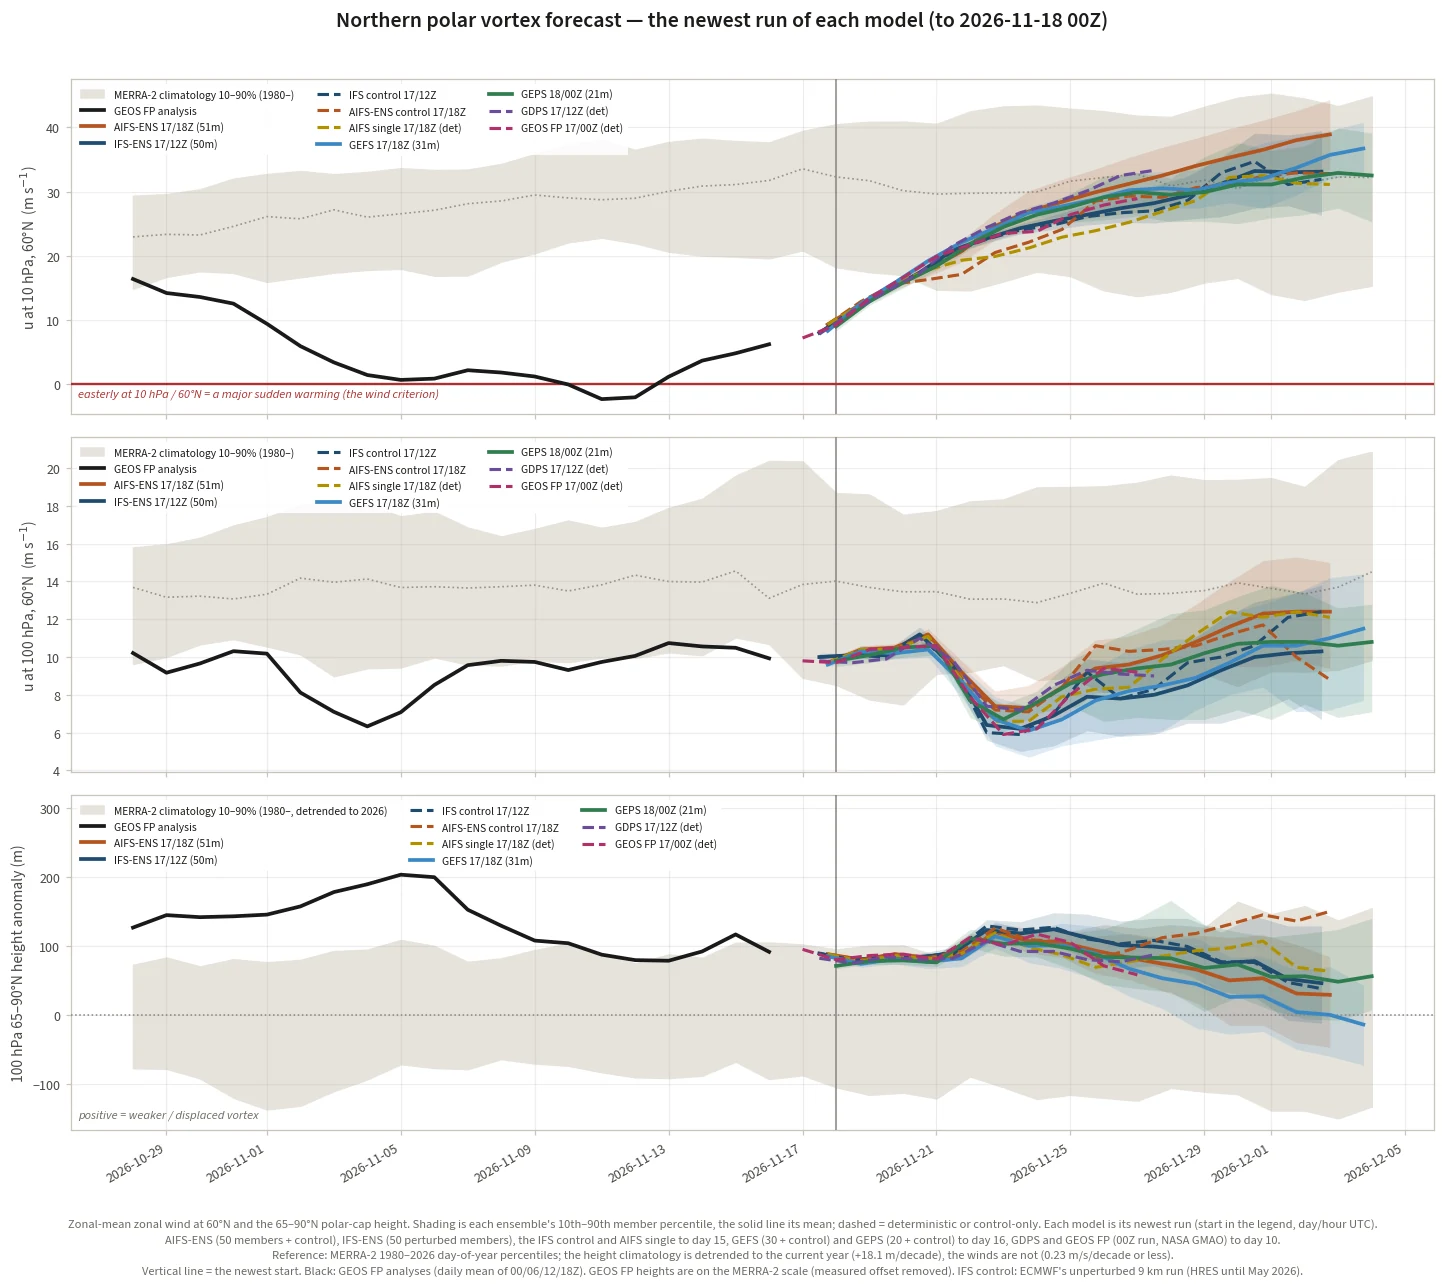 Northern polar vortex forecast — the newest run of each model (to 2026-11-18 00Z)
MERRA-2 climatology 10–90% (1980–)
GEOS FP analysis
AIFS-ENS 17/18Z (51m)
IFS-ENS 17/12Z (50m)
IFS control 17/12Z
AIFS-ENS control 17/18Z
AIFS single 17/18Z (det)
GEFS 17/18Z (31m)
GEPS 18/00Z (21m)
GDPS 17/12Z (det)
GEOS FP 17/00Z (det)
u at 10 hPa, 60°N (m s⁻¹)
40
30
20
10
0
easterly at 10 hPa / 60°N = a major sudden warming (the wind criterion)
MERRA-2 climatology 10–90% (1980–)
GEOS FP analysis
AIFS-ENS 17/18Z (51m)
IFS-ENS 17/12Z (50m)
IFS control 17/12Z
AIFS-ENS control 17/18Z
AIFS single 17/18Z (det)
GEFS 17/18Z (31m)
GEPS 18/00Z (21m)
GDPS 17/12Z (det)
GEOS FP 17/00Z (det)
u at 100 hPa, 60°N (m s⁻¹)
20
18
16
14
12
10
8
6
4
MERRA-2 climatology 10–90% (1980–, detrended to 2026)
GEOS FP analysis
AIFS-ENS 17/18Z (51m)
IFS-ENS 17/12Z (50m)
IFS control 17/12Z
AIFS-ENS control 17/18Z
AIFS single 17/18Z (det)
GEFS 17/18Z (31m)
GEPS 18/00Z (21m)
GDPS 17/12Z (det)
GEOS FP 17/00Z (det)
100 hPa 65–90°N height anomaly (m)
300
200
100
0
−100
positive = weaker / displaced vortex
2026-10-29
2026-11-01
2026-11-05
2026-11-09
2026-11-13
2026-11-17
2026-11-21
2026-11-25
2026-11-29
2026-12-01
2026-12-05
Zonal-mean zonal wind at 60°N and the 65–90°N polar-cap height. Shading is each ensemble's 10th–90th member percentile, the solid line its mean; dashed = deterministic or control-only. Each model is its newest run (start in the legend, day/hour UTC).
AIFS-ENS (50 members + control), IFS-ENS (50 perturbed members), the IFS control and AIFS single to day 15, GEFS (30 + control) and GEPS (20 + control) to day 16, GDPS and GEOS FP (00Z run, NASA GMAO) to day 10.
Reference: MERRA-2 1980–2026 day-of-year percentiles; the height climatology is detrended to the current year (+18.1 m/decade), the winds are not (0.23 m/s/decade or less).
Vertical line = the newest start. Black: GEOS FP analyses (daily mean of 00/06/12/18Z). GEOS FP heights are on the MERRA-2 scale (measured offset removed). IFS control: ECMWF's unperturbed 9 km run (HRES until May 2026).